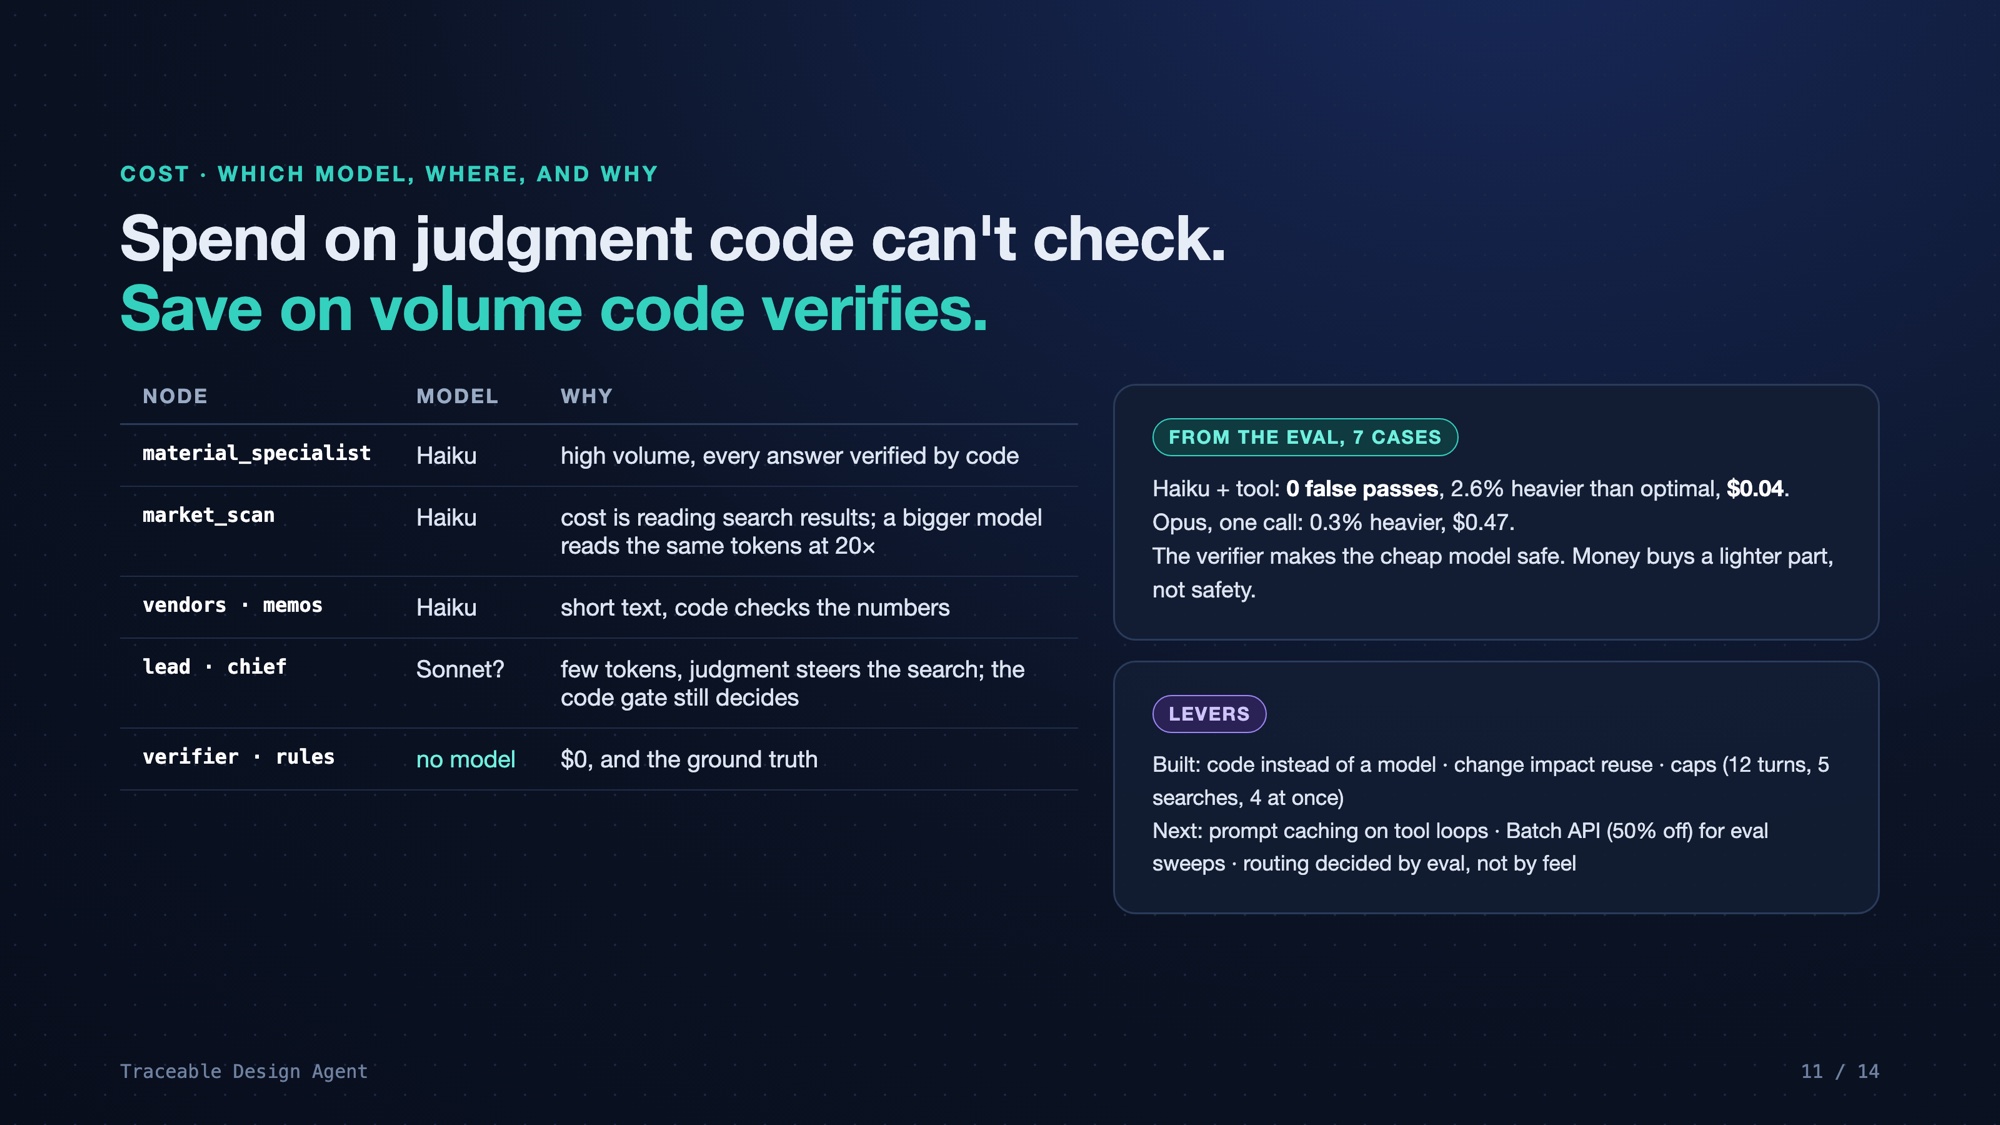 COST · WHICH MODEL, WHERE, AND WHY
Spend on judgment code can't check.
Save on volume code verifies.
NODE MODEL WHY
material_specialist Haiku high volume, every answer verified by code
market_scan Haiku cost is reading search results; a bigger model
reads the same tokens at 20×
vendors · memos Haiku short text, code checks the numbers
lead · chief Sonnet? few tokens, judgment steers the search; the
code gate still decides
verifier · rules no model $0, and the ground truth
FROM THE EVAL, 7 CASES
Haiku + tool: 0 false passes, 2.6% heavier than optimal, $0.04.
Opus, one call: 0.3% heavier, $0.47.
The verifier makes the cheap model safe. Money buys a lighter part,
not safety.
LEVERS
Built: code instead of a model · change impact reuse · caps (12 turns, 5
searches, 4 at once)
Next: prompt caching on tool loops · Batch API (50% off) for eval
sweeps · routing decided by eval, not by feel
Traceable Design Agent
11 / 14